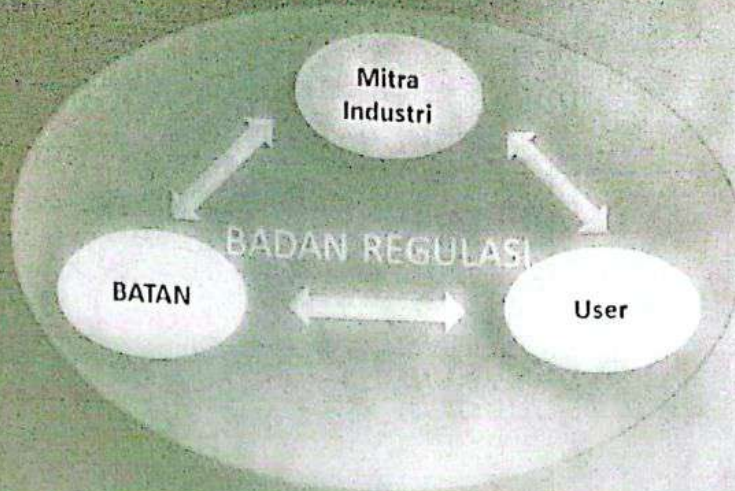 Mitra
Industri
BADAN REGULASI
BATAN
User